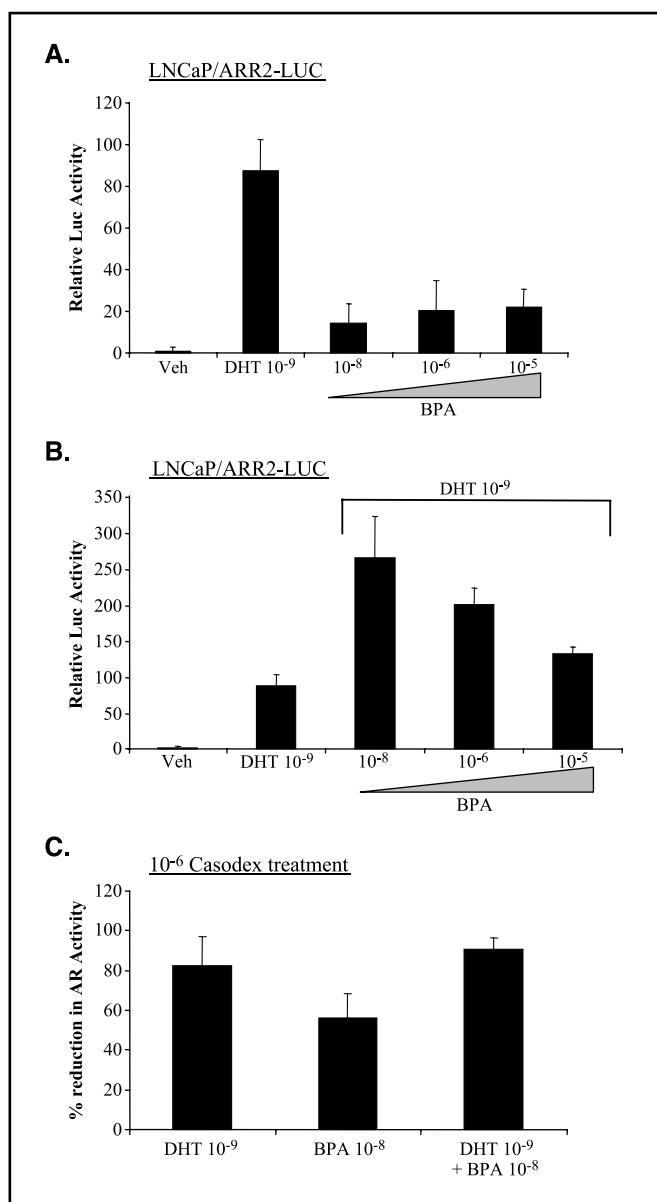 A.
LNCaP/ARR2-LUC
Relative Luc Activity
120
100
80
60
40
20
0
Veh
DHT 10⁻⁹
10⁻⁸
10⁻⁶
10⁻⁵
BPA
B.
LNCaP/ARR2-LUC
DHT 10⁻⁹
Relative Luc Activity
350
300
250
200
150
100
50
0
Veh
DHT 10⁻⁹
10⁻⁸
10⁻⁶
10⁻⁵
BPA
C.
10⁻⁶ Casodex treatment
% reduction in AR Activity
120
100
80
60
40
20
0
DHT 10⁻⁹
BPA 10⁻⁸
DHT 10⁻⁹
+ BPA 10⁻⁸